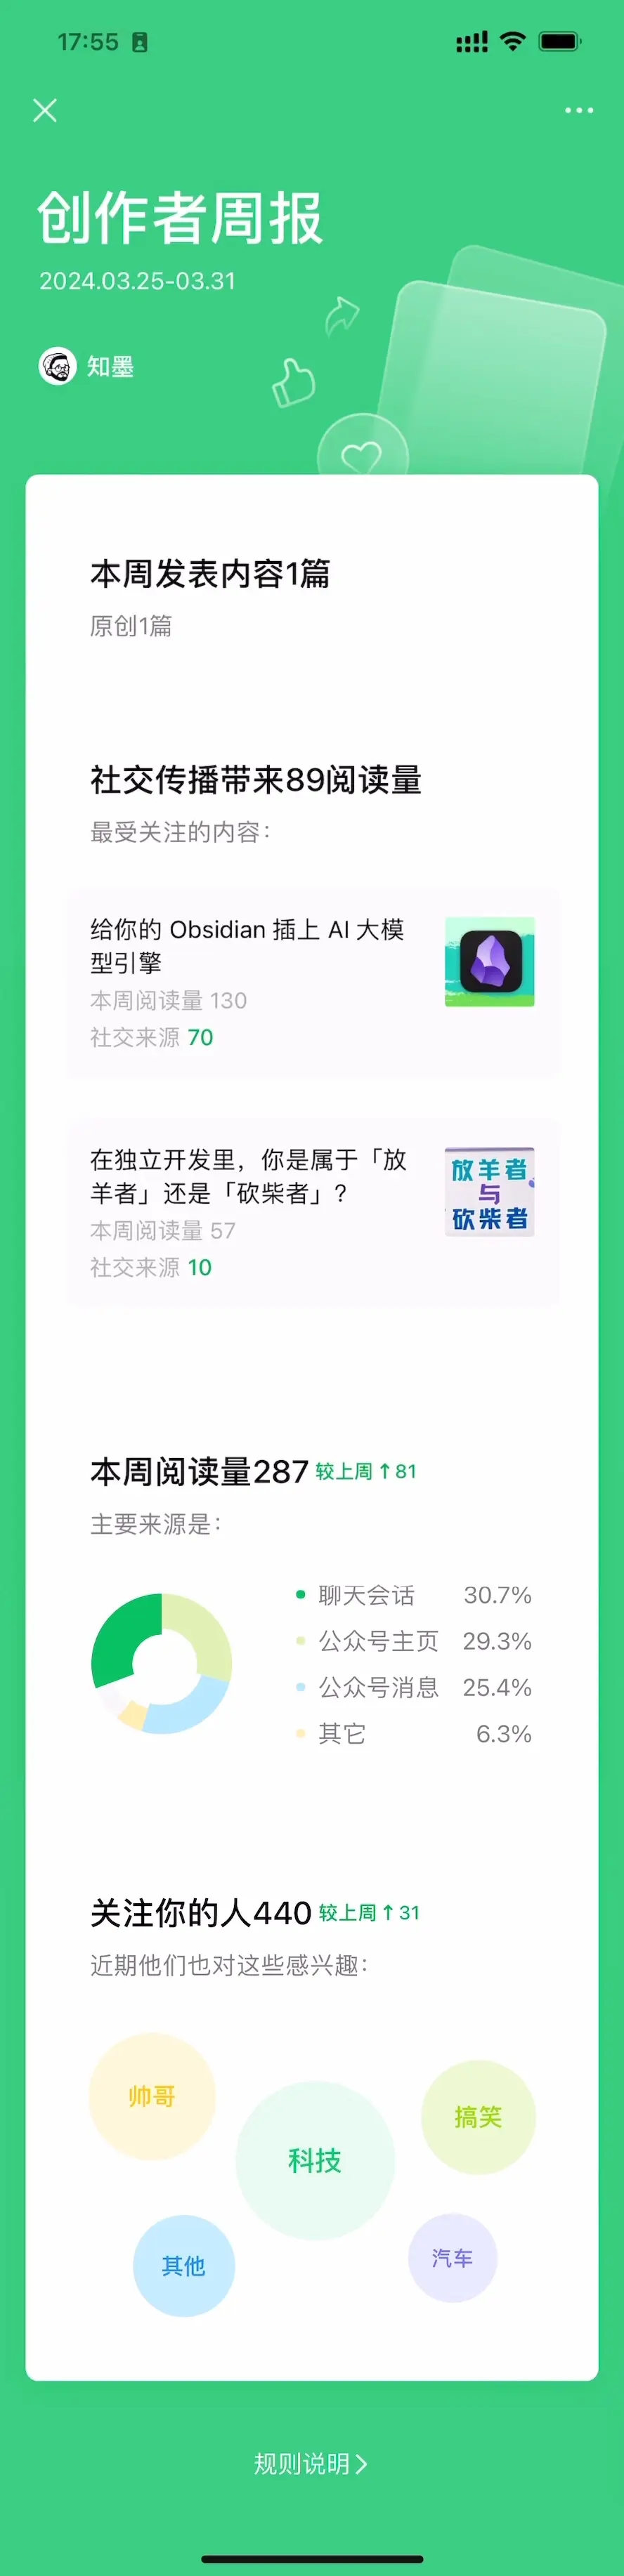 17:55
创作者周报
2024.03.25-03.31
知墨
本周发表内容1篇
原创1篇
社交传播带来89阅读量
最受关注的内容：
给你的 Obsidian 插上 AI 大模
型引擎
本周阅读量 130
社交来源 70
在独立开发里，你是属于「放
羊者」还是「砍柴者」?
本周阅读量 57
社交来源 10
放羊者
与
砍柴者
本周阅读量287 较上周↑81
主要来源是：
聊天会话 30.7%
公众号主页 29.3%
公众号消息 25.4%
其它 6.3%
关注你的人440 较上周↑31
近期他们也对这些感兴趣：
帅哥
搞笑
科技
其他
汽车
规则说明